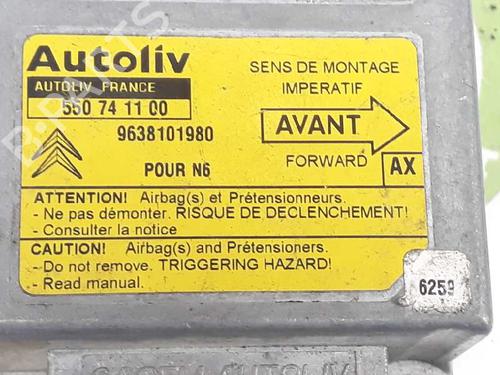 Autoliv
AUTOLIV FRANCE
550 74 11 00
9638101980
POUR N6
SENS DE MONTAGE
IMPERATIF
AVANT
FORWARD
AX
ATTENTION! Airbag(s) et Prétensionneurs.
- Ne pas démonter. RISQUE DE DECLENCHEMENT!
- Consulter la notice
CAUTION! Airbag(s) and Prétensioners.
- Do not remove. TRIGGERING HAZARD!
- Read manual.
6259
AUTOLIV